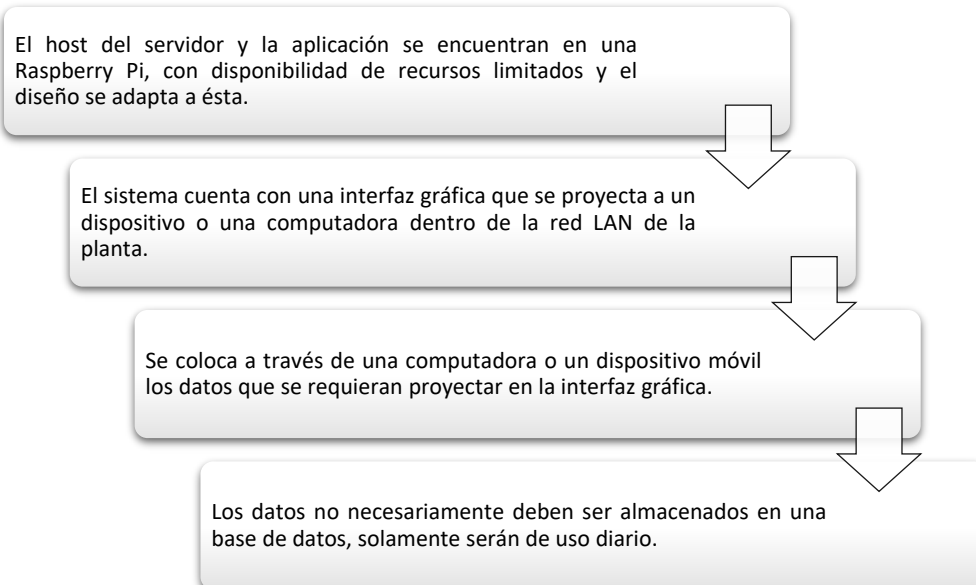 El host del servidor y la aplicación se encuentran en una
Raspberry Pi, con disponibilidad de recursos limitados y el
diseño se adapta a ésta.
El sistema cuenta con una interfaz gráfica que se proyecta a un
dispositivo o una computadora dentro de la red LAN de la
planta.
Se coloca a través de una computadora o un dispositivo móvil
los datos que se requieran proyectar en la interfaz gráfica.
Los datos no necesariamente deben ser almacenados en una
base de datos, solamente serán de uso diario.